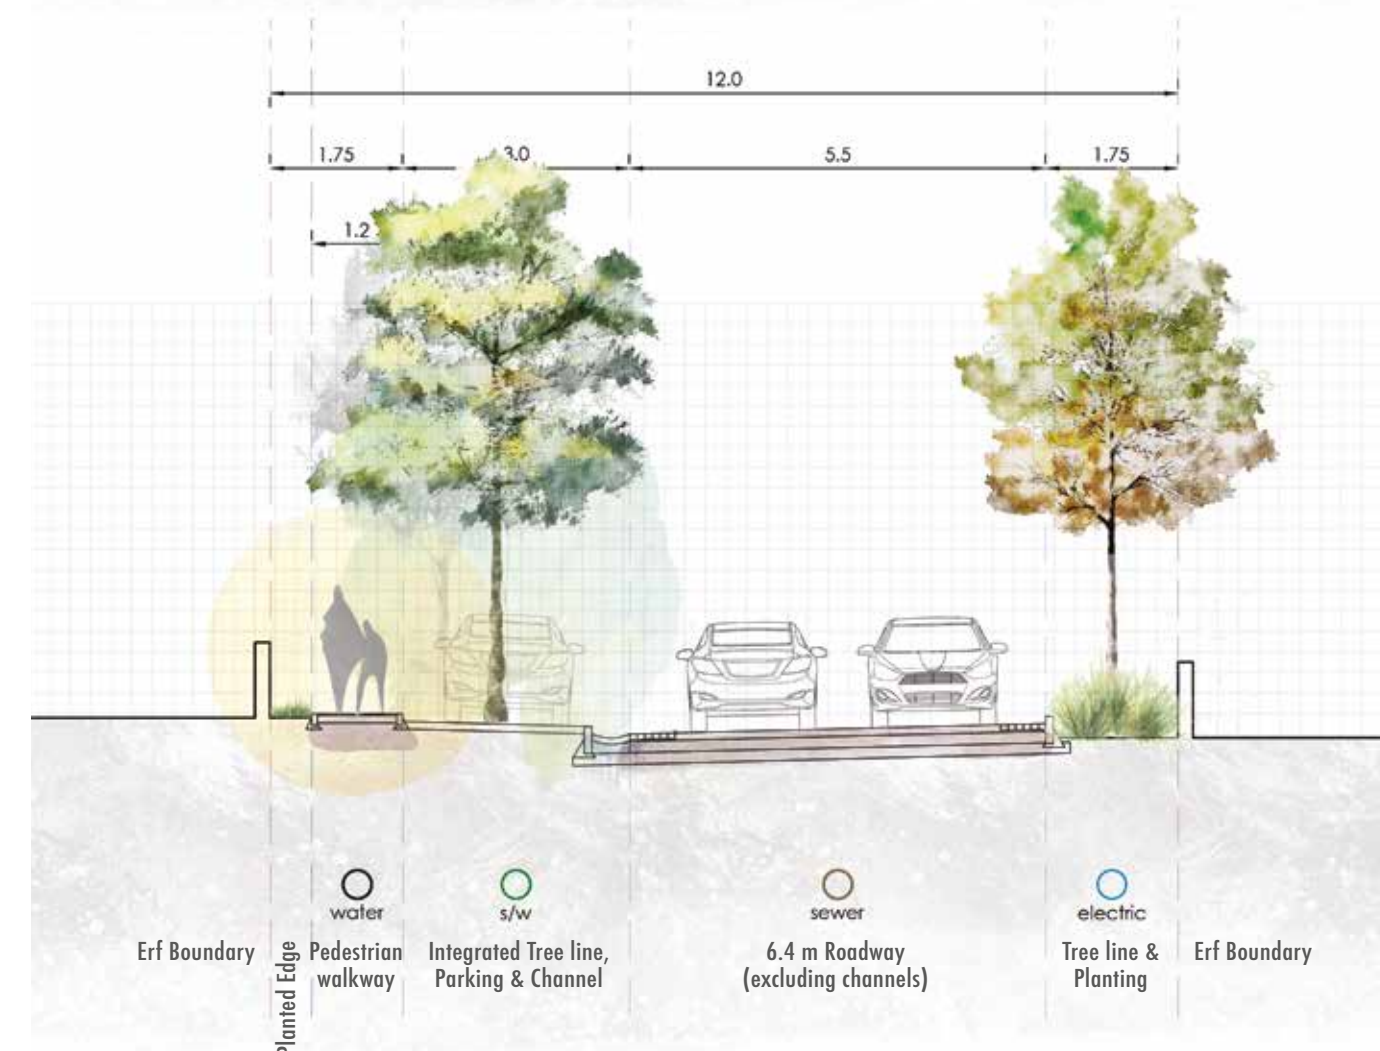 12.0
1.75
3.0
5.5
1.75
1.2
water
s/w
sewer
electric
Erf Boundary
Planted Edge
Pedestrian
walkway
Integrated Tree line,
Parking & Channel
6.4 m Roadway
(excluding channels)
Tree line &
Planting
Erf Boundary